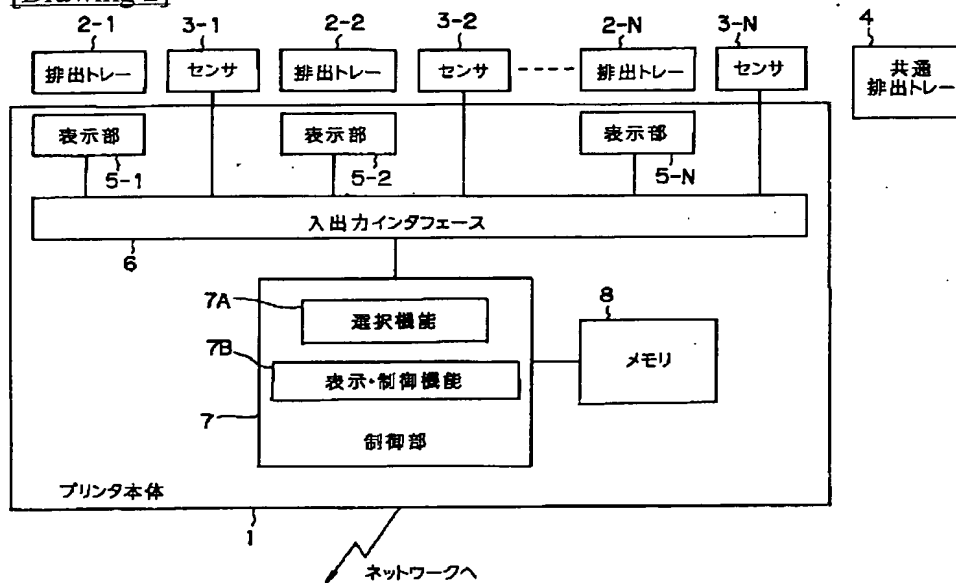 [Drawing 2]
2-1 3-1 2-2 3-2 2-N 3-N 4
排出トレー センサ 排出トレー センサ 排出トレー センサ 共通
排出トレー
表示部 表示部 表示部
5-1 5-2 5-N
入出力インタフェース
6
7A 選択機能
8
7B 表示・制御機能
メモリ
7
制御部
プリンタ本体
1
ネットワークへ